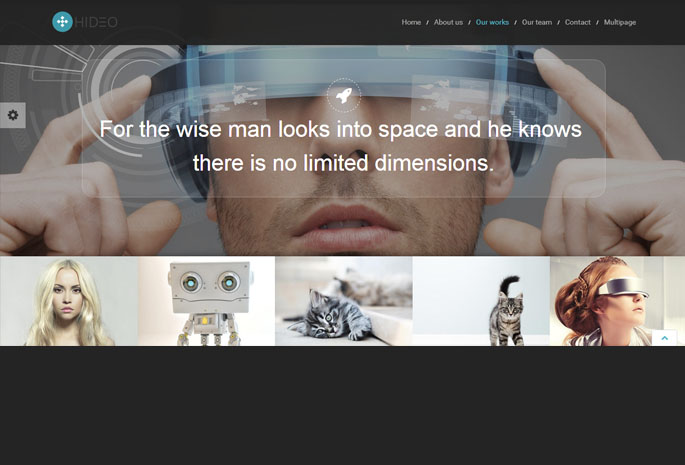 HIDEO
Home / About us / Our works / Our team / Contact / Multipage
For the wise man looks into space and he knows
there is no limited dimensions.